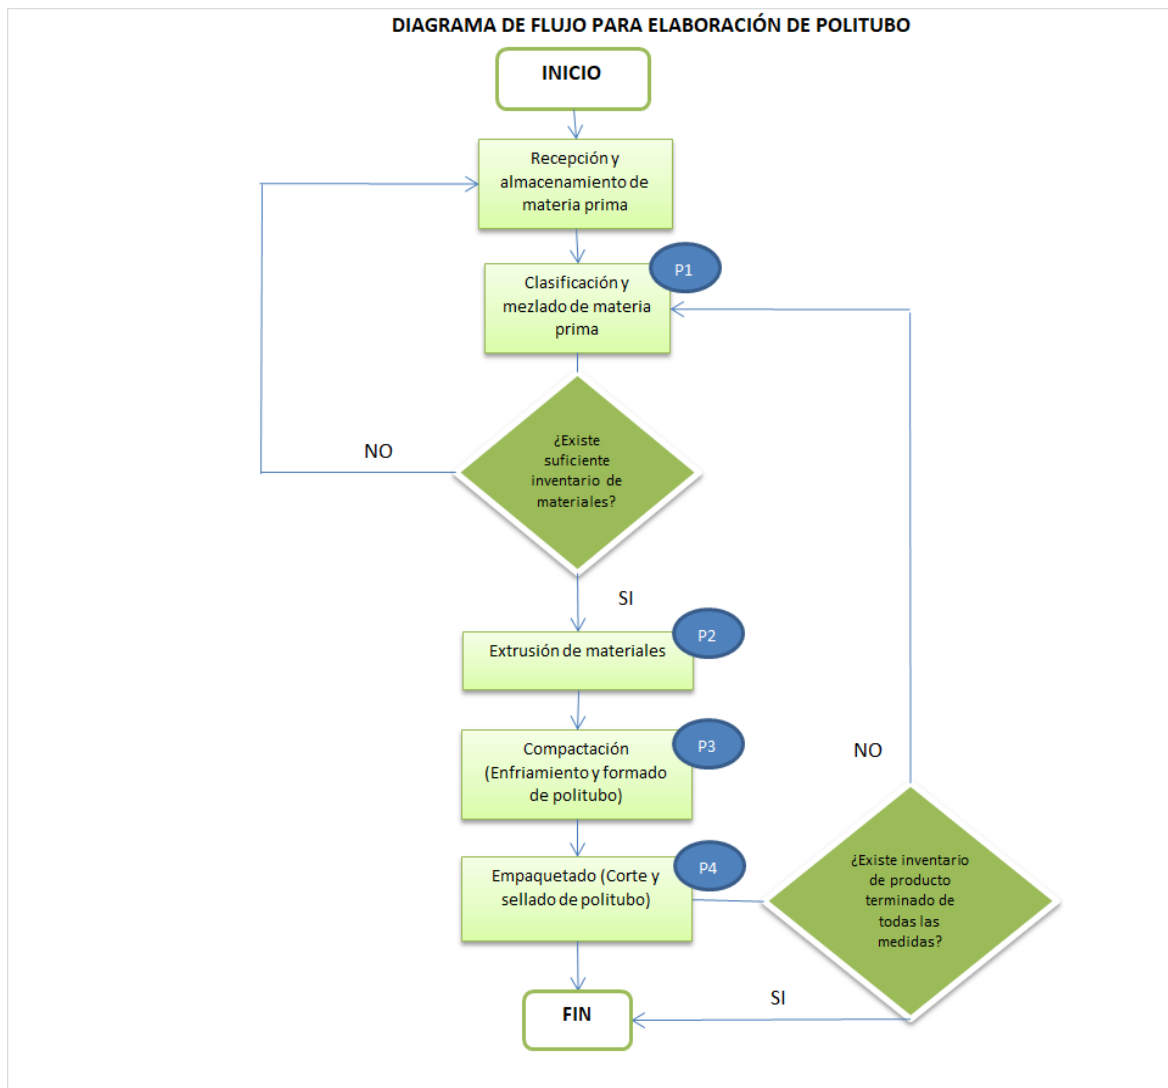 DIAGRAMA DE FLUJO PARA ELABORACIÓN DE POLITUBO
INICIO
Recepción y
almacenamiento de
materia prima
P1
Clasificación y
mezlado de materia
prima
¿Existe
suficiente
inventario de
materiales?
NO
SI
P2
Extrusión de materiales
P3
Compactación
(Enfriamiento y formado
de politubo)
NO
P4
Empaquetado (Corte y
sellado de politubo)
¿Existe inventario
de producto
terminado de
todas las
medidas?
SI
FIN